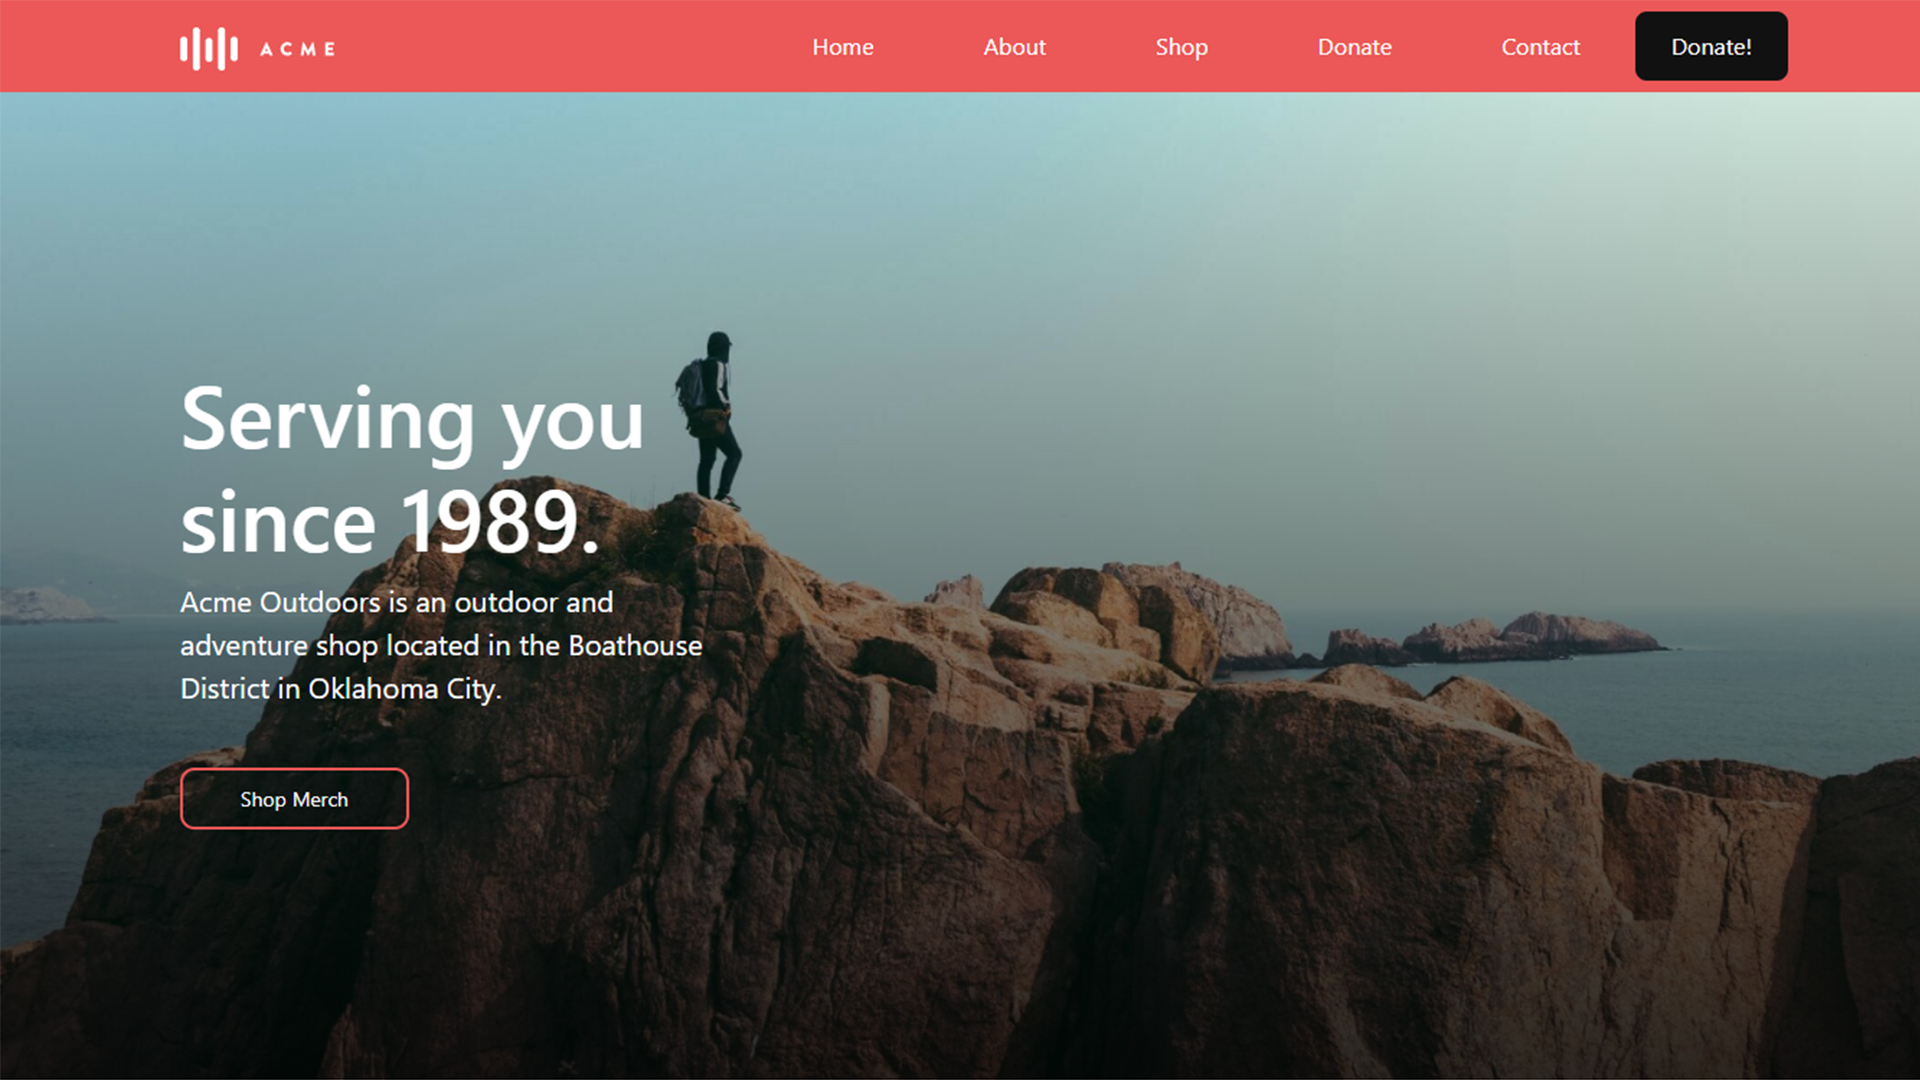 ACME
Home
About
Shop
Donate
Contact
Donate!
Serving you
since 1989.
Acme Outdoors is an outdoor and
adventure shop located in the Boathouse
District in Oklahoma City.
Shop Merch